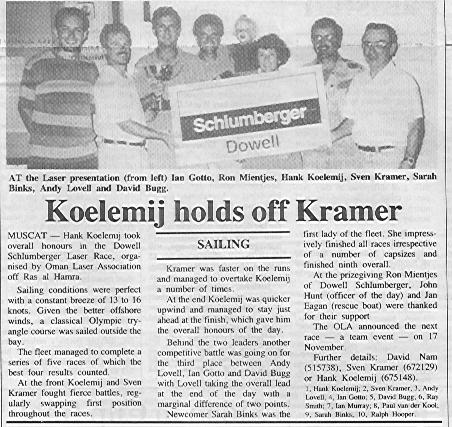 Schlumberger
Dowell
AT the Laser presentation (from left) Ian Gotto, Ron Mientjes, Hank Koelemij, Sven Kramer, Sarah
Binks, Andy Lovell and David Bugg.
Koelemij holds off Kramer
MUSCAT — Hank Koelemij took
overall honours in the Dowell
Schlumberger Laser Race, orga-
nised by Oman Laser Association
off Ras al Hamra.
Sailing conditions were perfect
with a constant breeze of 13 to 16
knots. Given the better offshore
winds, a classical Olympic try-
angle course was sailed outside the
bay.
The fleet managed to complete a
series of five races of which the
best four results counted.
At the front Koelemij and Sven
Kramer fought fierce battles, reg-
ularly swapping first position
throughout the races.
SAILING
Kramer was faster on the runs
and managed to overtake Koelemij
a number of times.
At the end Koelemij was quicker
upwind and managed to stay just
ahead at the finish, which gave him
the overall honours of the day.
Behind the two leaders another
competitive battle was going on for
the third place between Andy
Lovell, Ian Gotto and David Bugg
with Lovell taking the overall lead
at the end of the day with a
marginal difference of two points.
Newcomer Sarah Binks was the
first lady of the fleet. She impress-
ively finished all races irrespective
of a number of capsizes and
finished ninth overall.
At the prizegiving Ron Mientjes
of Dowell Schlumberger, John
Hunt (officer of the day) and Jan
Eagan (rescue boat) were thanked
for their support
The OLA announced the next
race — a team event — on 17
November.
Further details: David Nam
(515738), Sven Kramer (672129)
or Hank Koelemij (675148).
1, Hank Koelemij; 2, Sven Kramer, 3, Andy
Lovell, 4, Ian Gotto; 5, David Bugg, 6, Ray
Smuth; 7, Ian Murray; 8, Paul van der Kooi,
9, Sarah Binks, 10, Ralph Hooper.